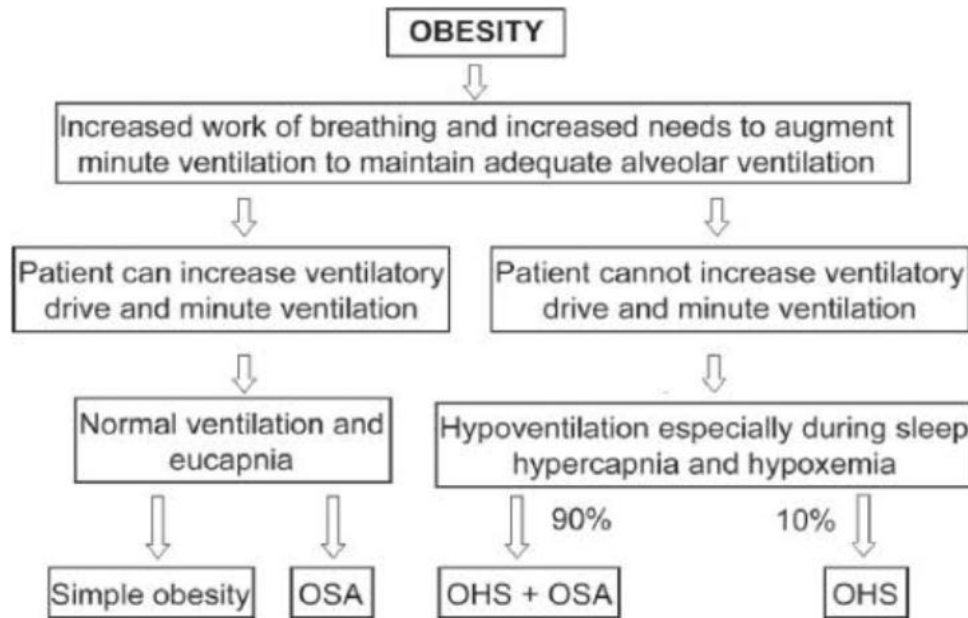 OBESITY
Increased work of breathing and increased needs to augment
minute ventilation to maintain adequate alveolar ventilation
Patient can increase ventilatory
drive and minute ventilation
Patient cannot increase ventilatory
drive and minute ventilation
Normal ventilation and
eucapnia
Hypoventilation especially during sleep
hypercapnia and hypoxemia
90%
10%
Simple obesity
OSA
OHS + OSA
OHS